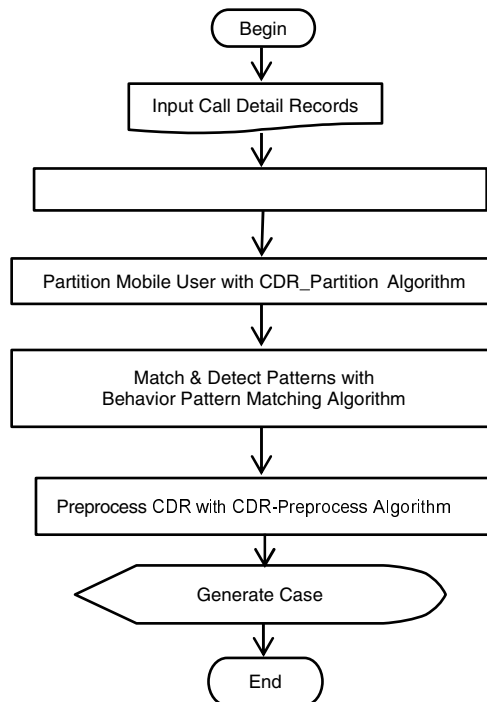 Begin
Input Call Detail Records
Partition Mobile User with CDR_Partition Algorithm
Match & Detect Patterns with
Behavior Pattern Matching Algorithm
Preprocess CDR with CDR-Preprocess Algorithm
Generate Case
End